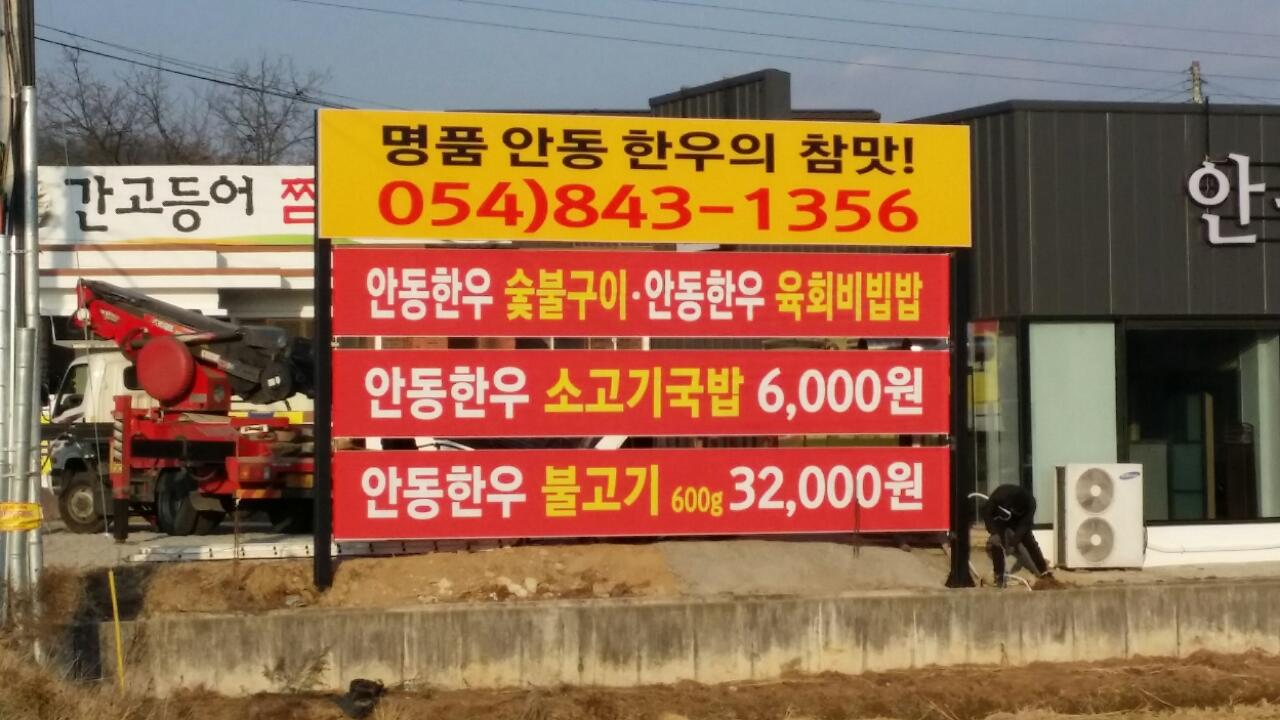 명품 안동 한우의 참맛!
054)843-1356
간고등어 찜
안
안동한우 숯불구이·안동한우 육회비빔밥
안동한우 소고기국밥 6,000원
안동한우 불고기 600g 32,000원